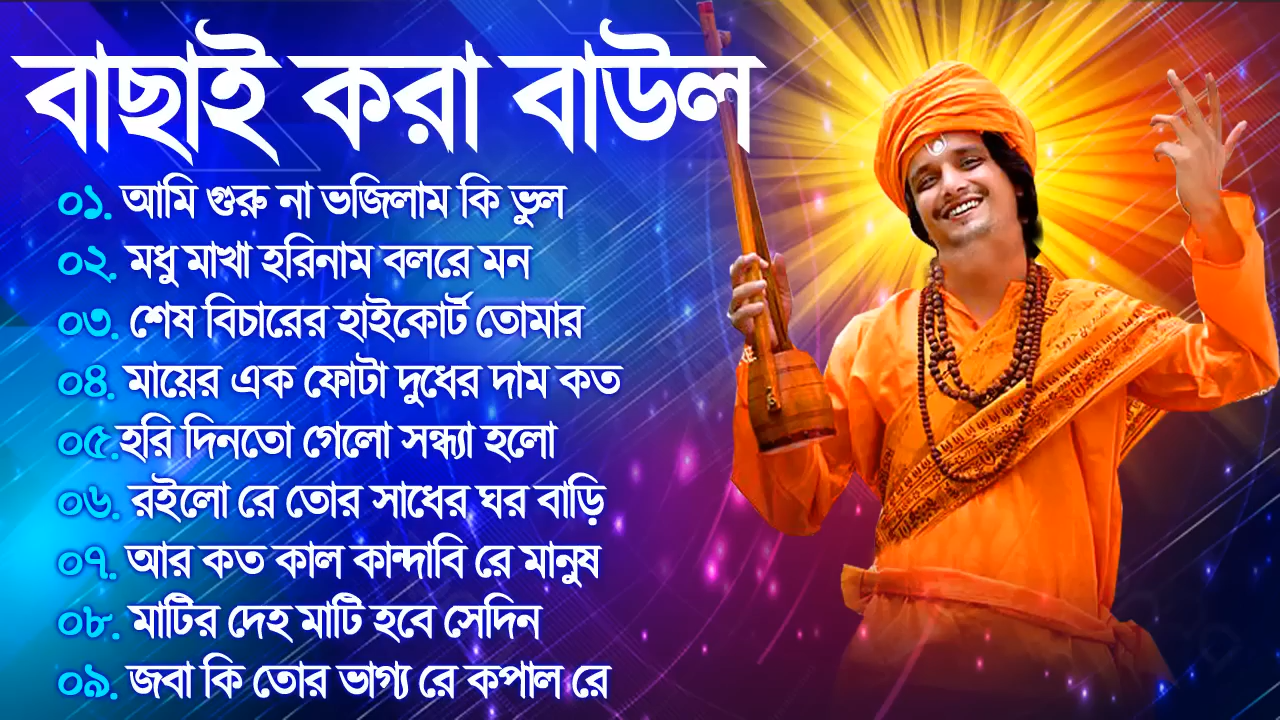 বাছাই করা বাউল
০১. আমি গুরু না ভজিলাম কি ভুল
০২. মধু মাখা হরিনাম বলরে মন
০৩. শেষ বিচারের হাইকোর্ট তোমার
০৪. মায়ের এক ফোটা দুধের দাম কত
০৫.হরি দিনতো গেলো সন্ধ্যা হলো
০৬. রইলো রে তোর সাধের ঘর বাড়ি
০৭. আর কত কাল কান্দাবি রে মানুষ
০৮. মাটির দেহ মাটি হবে সেদিন
০৯. জবা কি তোর ভাগ্য রে কপাল রে